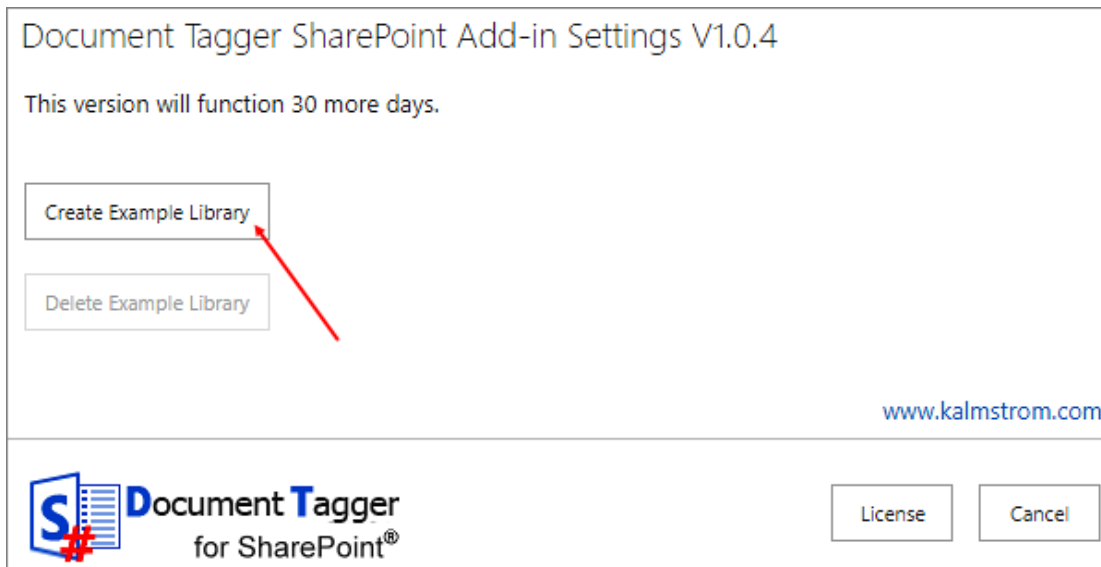 Document Tagger SharePoint Add-in Settings V1.0.4
This version will function 30 more days.
Create Example Library
Delete Example Library
www.kalmstrom.com
S
#
Document Tagger
for SharePoint®
License
Cancel